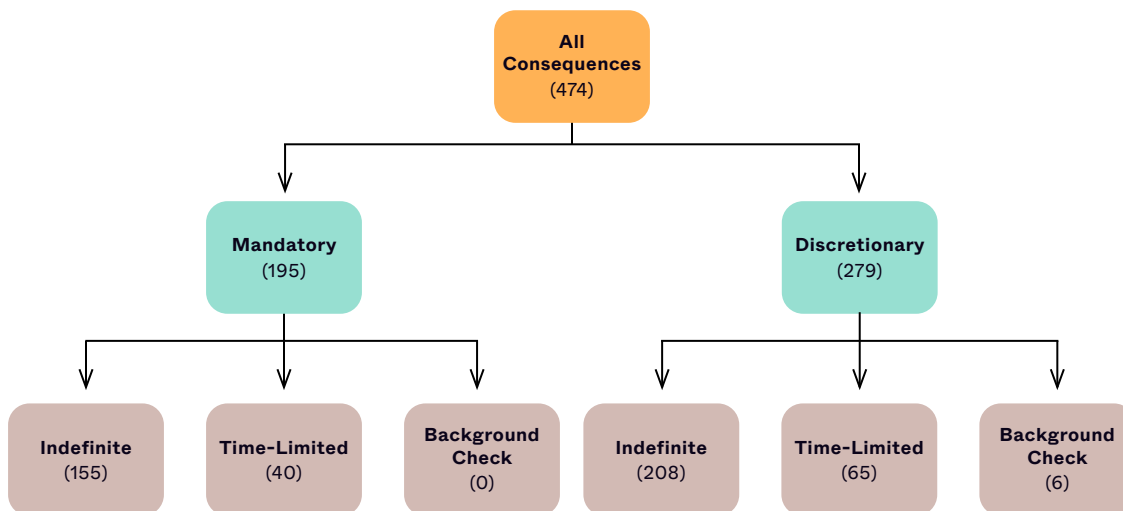 All
Consequences
(474)
Mandatory
(195)
Discretionary
(279)
Indefinite
(155)
Time-Limited
(40)
Background
Check
(0)
Indefinite
(208)
Time-Limited
(65)
Background
Check
(6)